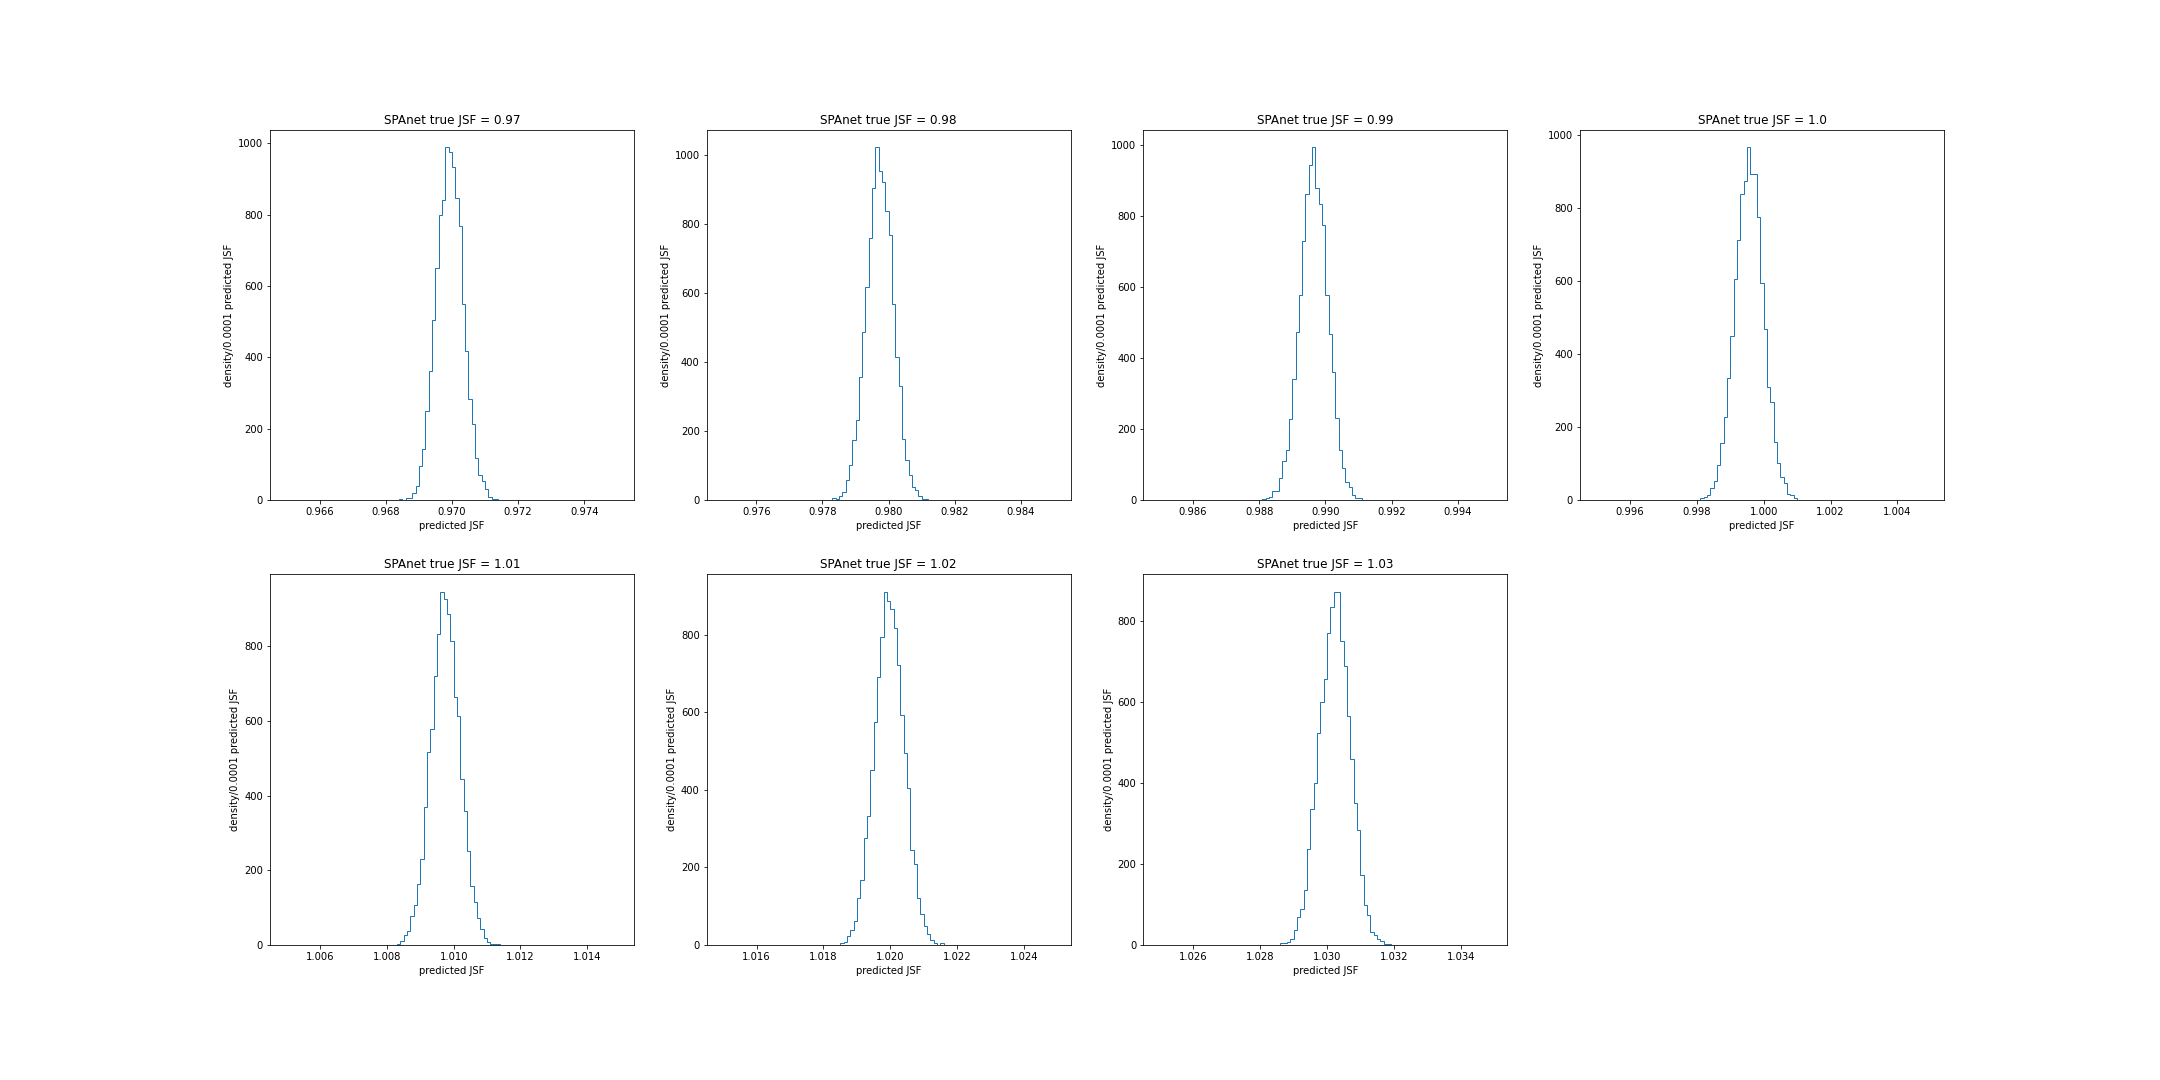 SPAnet true JSF = 0.97
1000
800
600
400
200
0
density/0.0001 predicted JSF
0.966 0.968 0.970 0.972 0.974
predicted JSF
SPAnet true JSF = 0.98
1000
800
600
400
200
0
density/0.0001 predicted JSF
0.976 0.978 0.980 0.982 0.984
predicted JSF
SPAnet true JSF = 0.99
1000
800
600
400
200
0
density/0.0001 predicted JSF
0.986 0.988 0.990 0.992 0.994
predicted JSF
SPAnet true JSF = 1.0
1000
800
600
400
200
0
density/0.0001 predicted JSF
0.996 0.998 1.000 1.002 1.004
predicted JSF
SPAnet true JSF = 1.01
800
600
400
200
0
density/0.0001 predicted JSF
1.006 1.008 1.010 1.012 1.014
predicted JSF
SPAnet true JSF = 1.02
800
600
400
200
0
density/0.0001 predicted JSF
1.016 1.018 1.020 1.022 1.024
predicted JSF
SPAnet true JSF = 1.03
800
600
400
200
0
density/0.0001 predicted JSF
1.026 1.028 1.030 1.032 1.034
predicted JSF